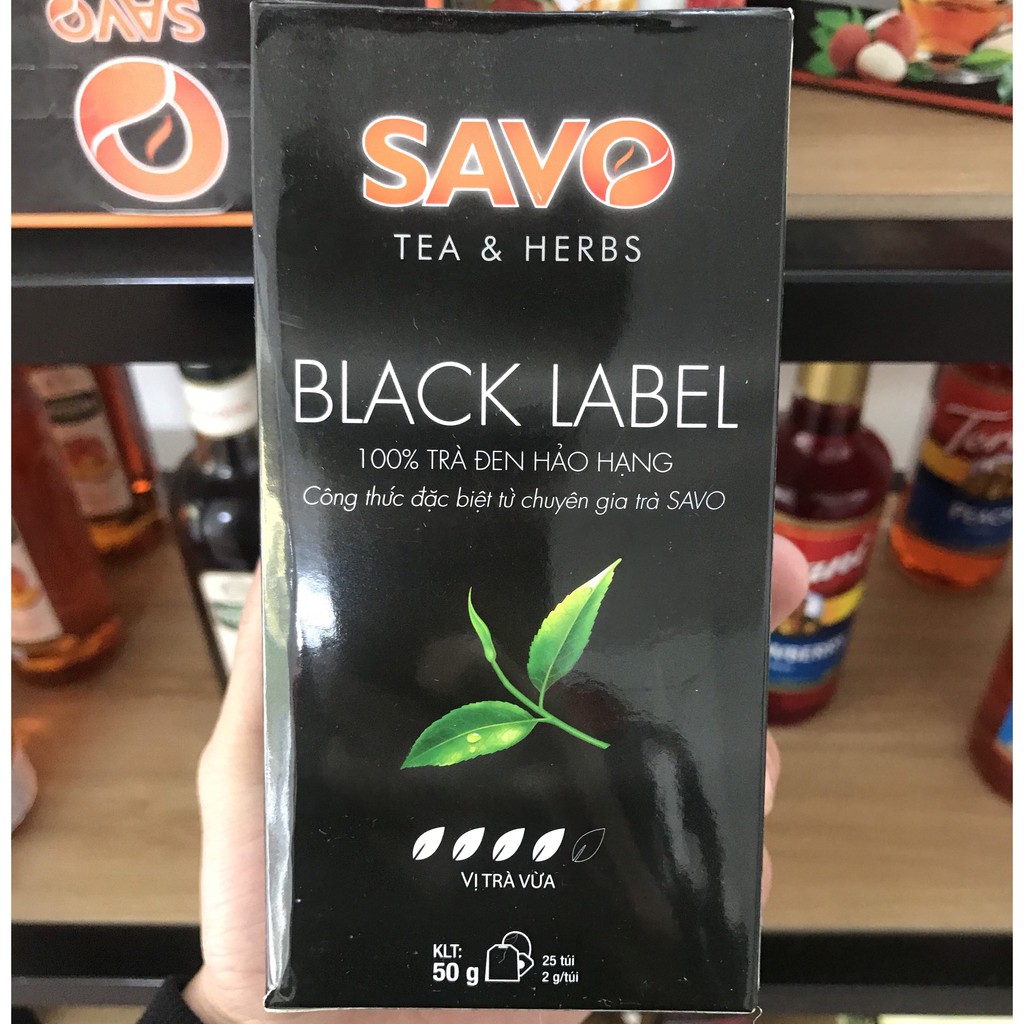 SAVO
SAVO
TEA & HERBS
BLACK LABEL
100% TRÀ ĐEN HẢO HẠNG
Công thức đặc biệt từ chuyên gia trà SAVO
VỊ TRÀ VỪA
KLT:
50 g
25 túi
2 g/túi